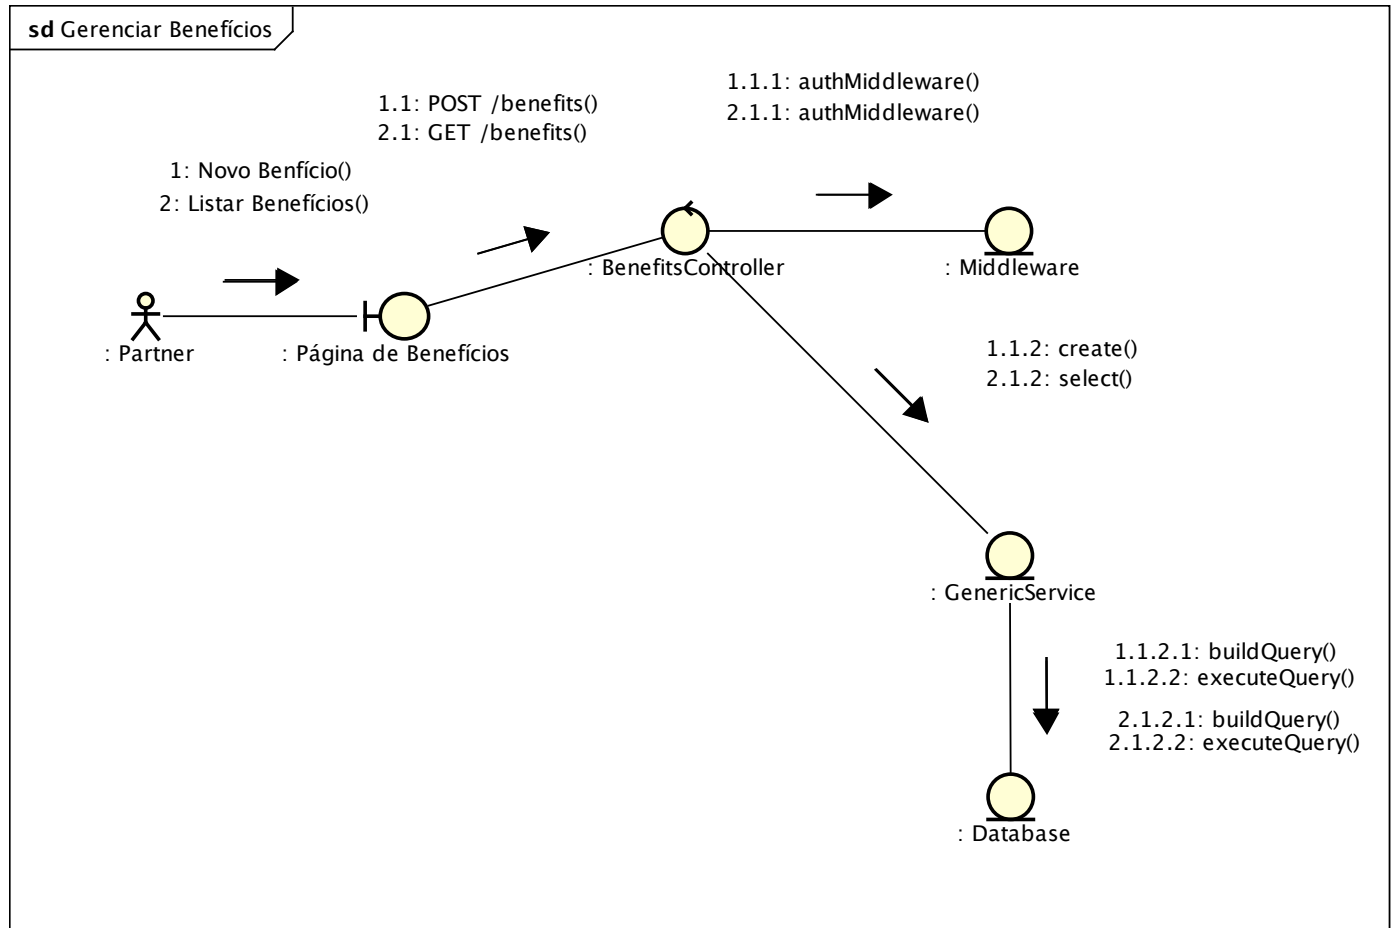 sd Gerenciar Benefícios
1.1.1: authMiddleware()
2.1.1: authMiddleware()
1.1: POST /benefits()
2.1: GET /benefits()
1: Novo Benfício()
2: Listar Benefícios()
: BenefitsController
: Middleware
: Partner
: Página de Benefícios
1.1.2: create()
2.1.2: select()
: GenericService
1.1.2.1: buildQuery()
1.1.2.2: executeQuery()
2.1.2.1: buildQuery()
2.1.2.2: executeQuery()
: Database